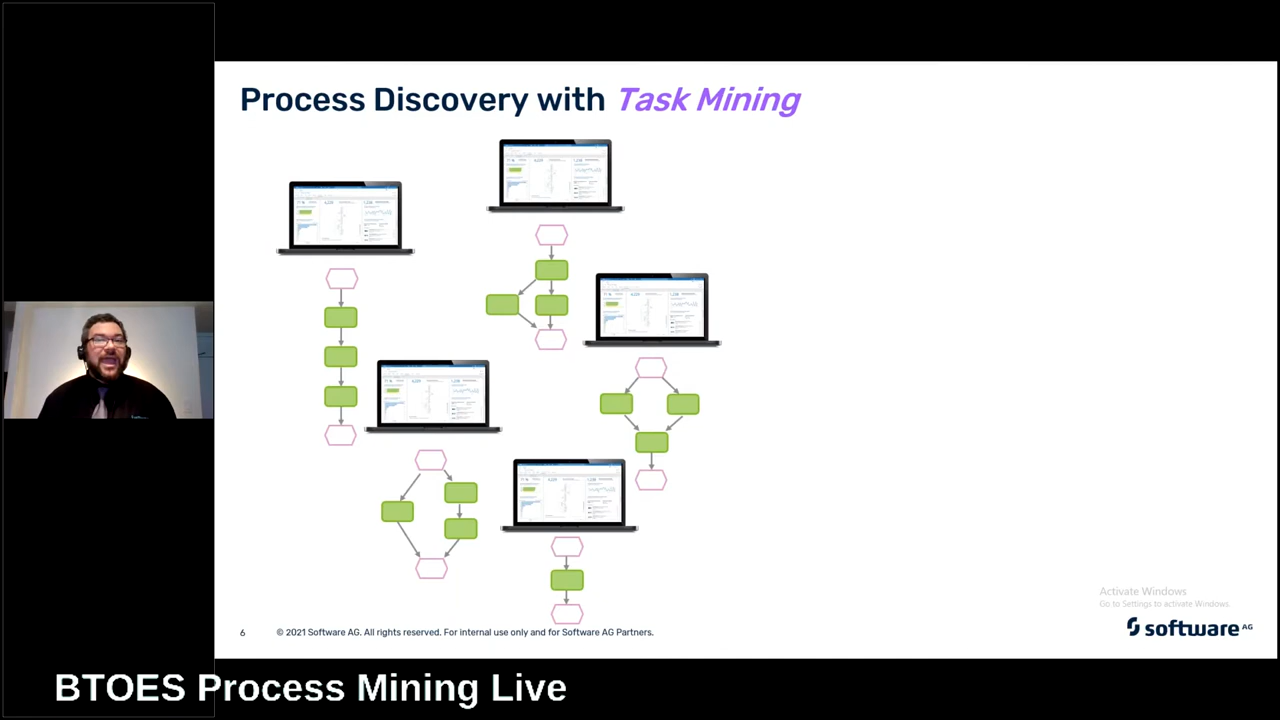 Process Discovery with Task Mining
Activate Windows
Go to Settings to activate Windows.
6
© 2021 Software AG. All rights reserved. For internal use only and for Software AG Partners.
software AG
BTOES Process Mining Live